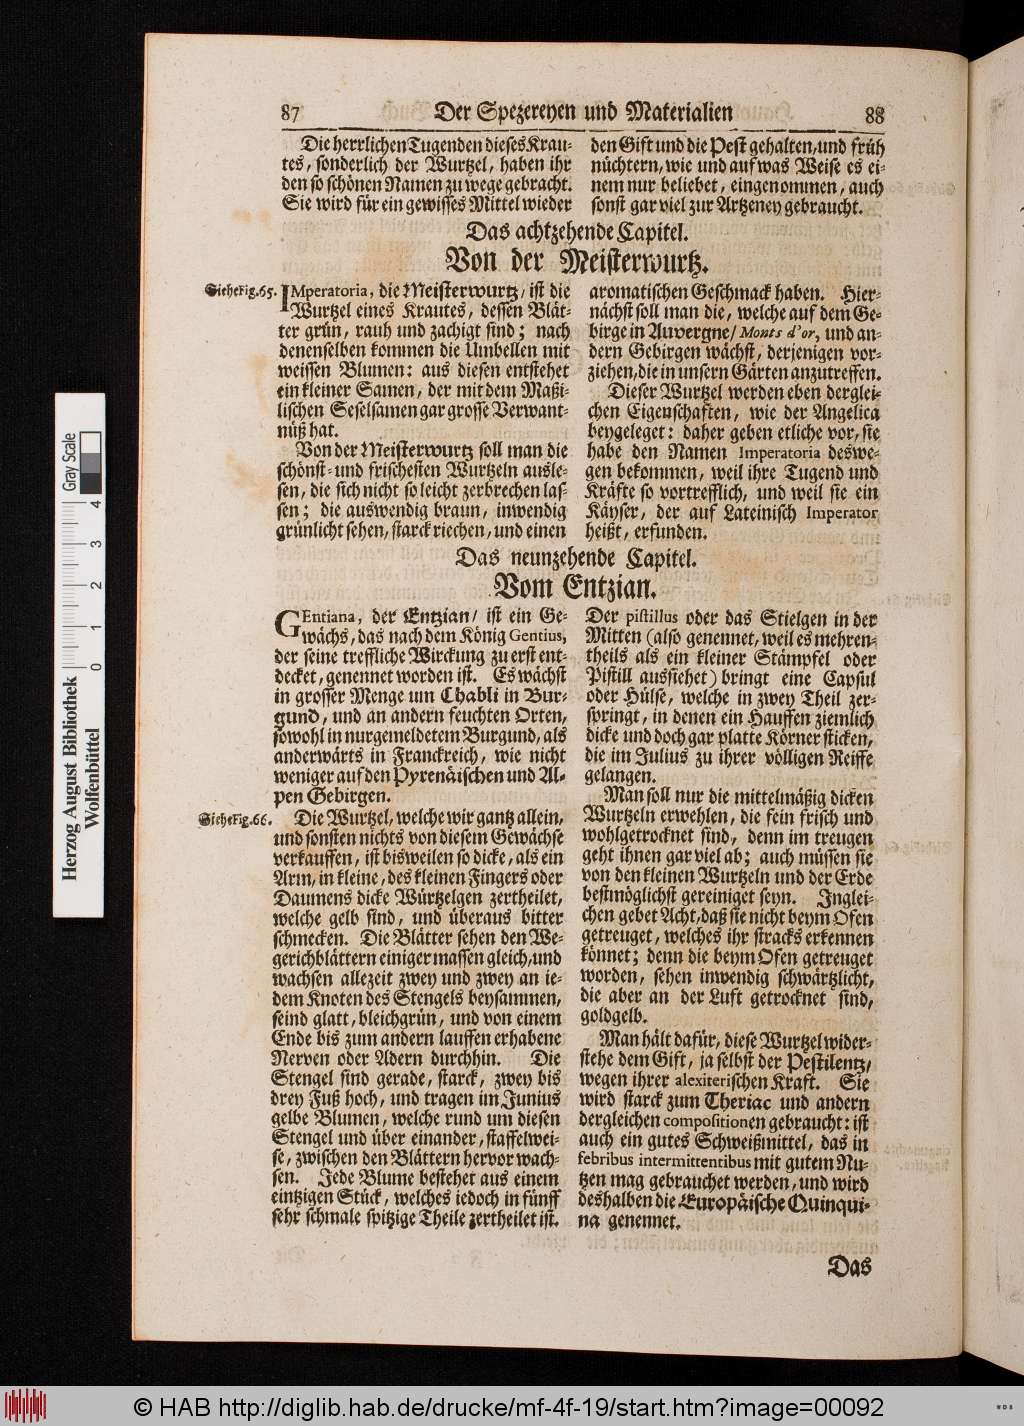 87
Der Spezereyen und Materialien
88
Die herrlichen Tugenden dieses Krau-
tes, sonderlich der Wurtzel, haben ihr
den so schönen Namen zu wege gebracht.
Sie wird für ein gewisses Mittel wieder
den Gift und die Pest gehalten, und früh
nüchtern, wie und auf was Weise es ei-
nem nur beliebet, eingenommen, auch
sonst gar viel zur Artzeney gebraucht.
Das achtzehende Capitel.
Von der Meisterwurtz.
Siehe Fig. 65.
IMperatoria, die Meisterwurtz/ ist die
Wurtzel eines Krautes, dessen Blät-
ter grün, rauh und zachigt sind; nach
denenselben kommen die Umbellen mit
weissen Blumen: aus diesen entstehet
ein kleiner Samen, der mit dem Maßi-
lischen Seselsamen gar grosse Verwant-
nüß hat.
Von der Meisterwurtz soll man die
schönst- und frischesten Wurtzeln ausle-
sen, die sich nicht so leicht zerbrechen las-
sen; die auswendig braun, inwendig
grünlicht sehen, starck riechen, und einen
aromatischen Geschmack haben. Hier-
nächst soll man die, welche auf dem Ge-
birge in Auvergne/ Monts d'or, und an-
dern Gebirgen wächst, derjenigen vor-
ziehen, die in unsern Gärten anzutreffen.
Dieser Wurtzel werden eben derglei-
chen Eigenschaften, wie der Angelica
beygeleget: daher geben etliche vor, sie
habe den Namen Imperatoria deswe-
gen bekommen, weil ihre Tugend und
Kräfte so vortrefflich, und weil sie ein
Käyser, der auf Lateinisch Imperator
heißt, erfunden.
Das neunzehende Capitel.
Vom Entzian.
GEntiana, der Entzian/ ist ein Ge-
wächs, das nach dem König Gentius,
der seine treffliche Wirckung zu erst ent-
decket, genennet worden ist. Es wächst
in grosser Menge um Chabli in Bur-
gund, und an andern feuchten Orten,
sowohl in nurgemeldetem Burgund, als
anderwärts in Franckreich, wie nicht
weniger auf den Pyrenäischen und Al-
pen Gebirgen.
Siehe Fig. 66.
Die Wurtzel, welche wir gantz allein,
und sonsten nichts von diesem Gewächse
verkauffen, ist bisweilen so dicke, als ein
Arm, in kleine, des kleinen Fingers oder
Daumens dicke Würtzelgen zertheilet,
welche gelb sind, und überaus bitter
schmecken. Die Blätter sehen den We-
gerichblättern einiger massen gleich, und
wachsen allezeit zwey und zwey an ie-
dem Knoten des Stengels beysammen,
seind glatt, bleichgrün, und von einem
Ende bis zum andern lauffen erhabene
Nerven oder Adern durchhin. Die
Stengel sind gerade, starck, zwey bis
drey Fuß hoch, und tragen im Junius
gelbe Blumen, welche rund um diesen
Stengel und über einander, staffelwei-
se, zwischen den Blättern hervor wach-
sen. Jede Blume bestehet aus einem
eintzigen Stück, welches iedoch in fünff
sehr schmale spitzige Theile zertheilet ist.
Der pistillus oder das Stielgen in der
Mitten (also genennet, weil es mehren-
theils als ein kleiner Stämpfel oder
Pistill aussiehet) bringt eine Capsul
oder Hülse, welche in zwey Theil zer-
springt, in denen ein Hauffen ziemlich
dicke und doch gar platte Körner sticken,
die im Julius zu ihrer völligen Reiffe
gelangen.
Man soll nur die mittelmäßig dicken
Wurtzeln erwehlen, die fein frisch und
wohlgetrocknet sind, denn im treugen
geht ihnen gar viel ab; auch müssen sie
von den kleinen Wurtzeln und der Erde
bestmöglichst gereiniget seyn. Inglei-
chen gebet Acht, daß sie nicht beym Ofen
getreuget, welches ihr stracks erkennen
könnet; denn die beym Ofen getreuget
worden, sehen inwendig schwärtzlicht,
die aber an der Luft getrocknet sind,
goldgelb.
Man hält dafür, diese Wurtzel wider-
stehe dem Gift, ja selbst der Pestilentz/
wegen ihrer alexiterischen Kraft. Sie
wird starck zum Theriac und andern
dergleichen compositionen gebraucht: ist
auch ein gutes Schweißmittel, das in
febribus intermittentibus mit gutem Nu-
tzen mag gebrauchet werden, und wird
deshalben die Europäische Quinqui-
na genennet.
Das
Herzog August Bibliothek
Wolfenbüttel
0 1 2 3 4
Gray Scale
© HAB http://diglib.hab.de/drucke/mf-4f-19/start.htm?image=00092